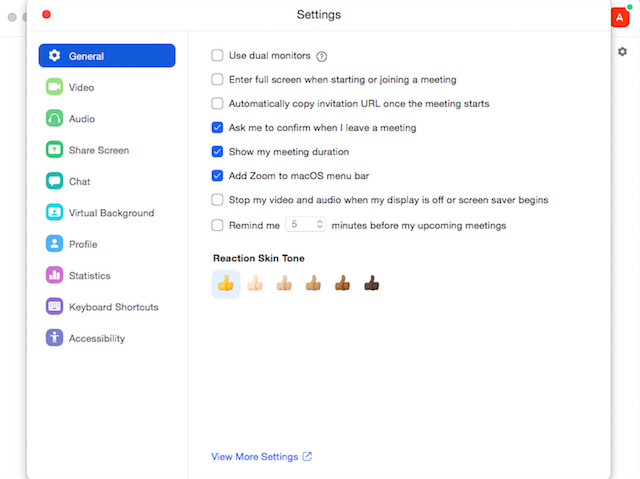 Settings
A
General
Video
Audio
Share Screen
Chat
Virtual Background
Profile
Statistics
Keyboard Shortcuts
Accessibility
Use dual monitors ?
Enter full screen when starting or joining a meeting
Automatically copy invitation URL once the meeting starts
Ask me to confirm when I leave a meeting
Show my meeting duration
Add Zoom to macOS menu bar
Stop my video and audio when my display is off or screen saver begins
Remind me 5 minutes before my upcoming meetings
Reaction Skin Tone
View More Settings